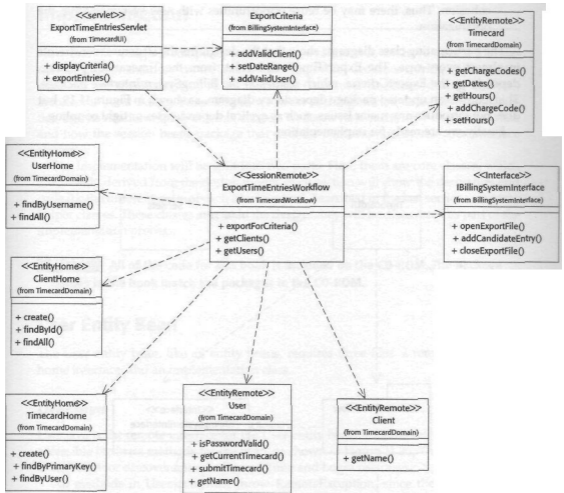 <<servlet>>
ExportTimeEntriesServlet
(from TimecardUI)
+ displayCriteria()
+ exportEntries()
ExportCriteria
(from BillingSystemInterface)
+ addValidClient()
+ setDateRange()
+ addValidUser()
<<EntityRemote>>
Timecard
(from TimecardDomain)
+ getChargeCodes()
+ getDates()
+ getHours()
+ addChargeCode()
+ setHours()
<<EntityHome>>
UserHome
(from TimecardDomain)
+ findByUsername()
+ findAll()
<<SessionRemote>>
ExportTimeEntriesWorkflow
(from TimecardWorkflow)
+ exportForCriteria()
+ getClients()
+ getUsers()
<<Interface>>
IBillingSystemInterface
(from BillingSystemInterface)
+ openExportFile()
+ addCandidateEntry()
+ closeExportFile()
<<EntityHome>>
ClientHome
(from TimecardDomain)
+ create()
+ findById()
+ findAll()
<<EntityHome>>
TimecardHome
(from TimecardDomain)
+ create()
+ findByPrimaryKey()
+ findByUser()
<<EntityRemote>>
User
(from TimecardDomain)
+ isPasswordValid()
+ getCurrentTimecard()
+ submitTimecard()
+ getName()
<<EntityRemote>>
Client
(from TimecardDomain)
+ getName()